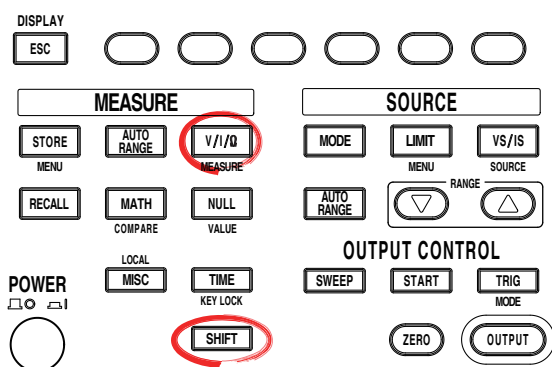 DISPLAY
ESC
MEASURE
SOURCE
STORE
AUTO
RANGE
V/I/Ω
MODE
LIMIT
VS/IS
MENU
MEASURE
MENU
SOURCE
RECALL
MATH
NULL
AUTO
RANGE
RANGE
COMPARE
VALUE
OUTPUT CONTROL
LOCAL
MISC
TIME
SWEEP
START
TRIG
POWER
KEY LOCK
MODE
SHIFT
ZERO
OUTPUT